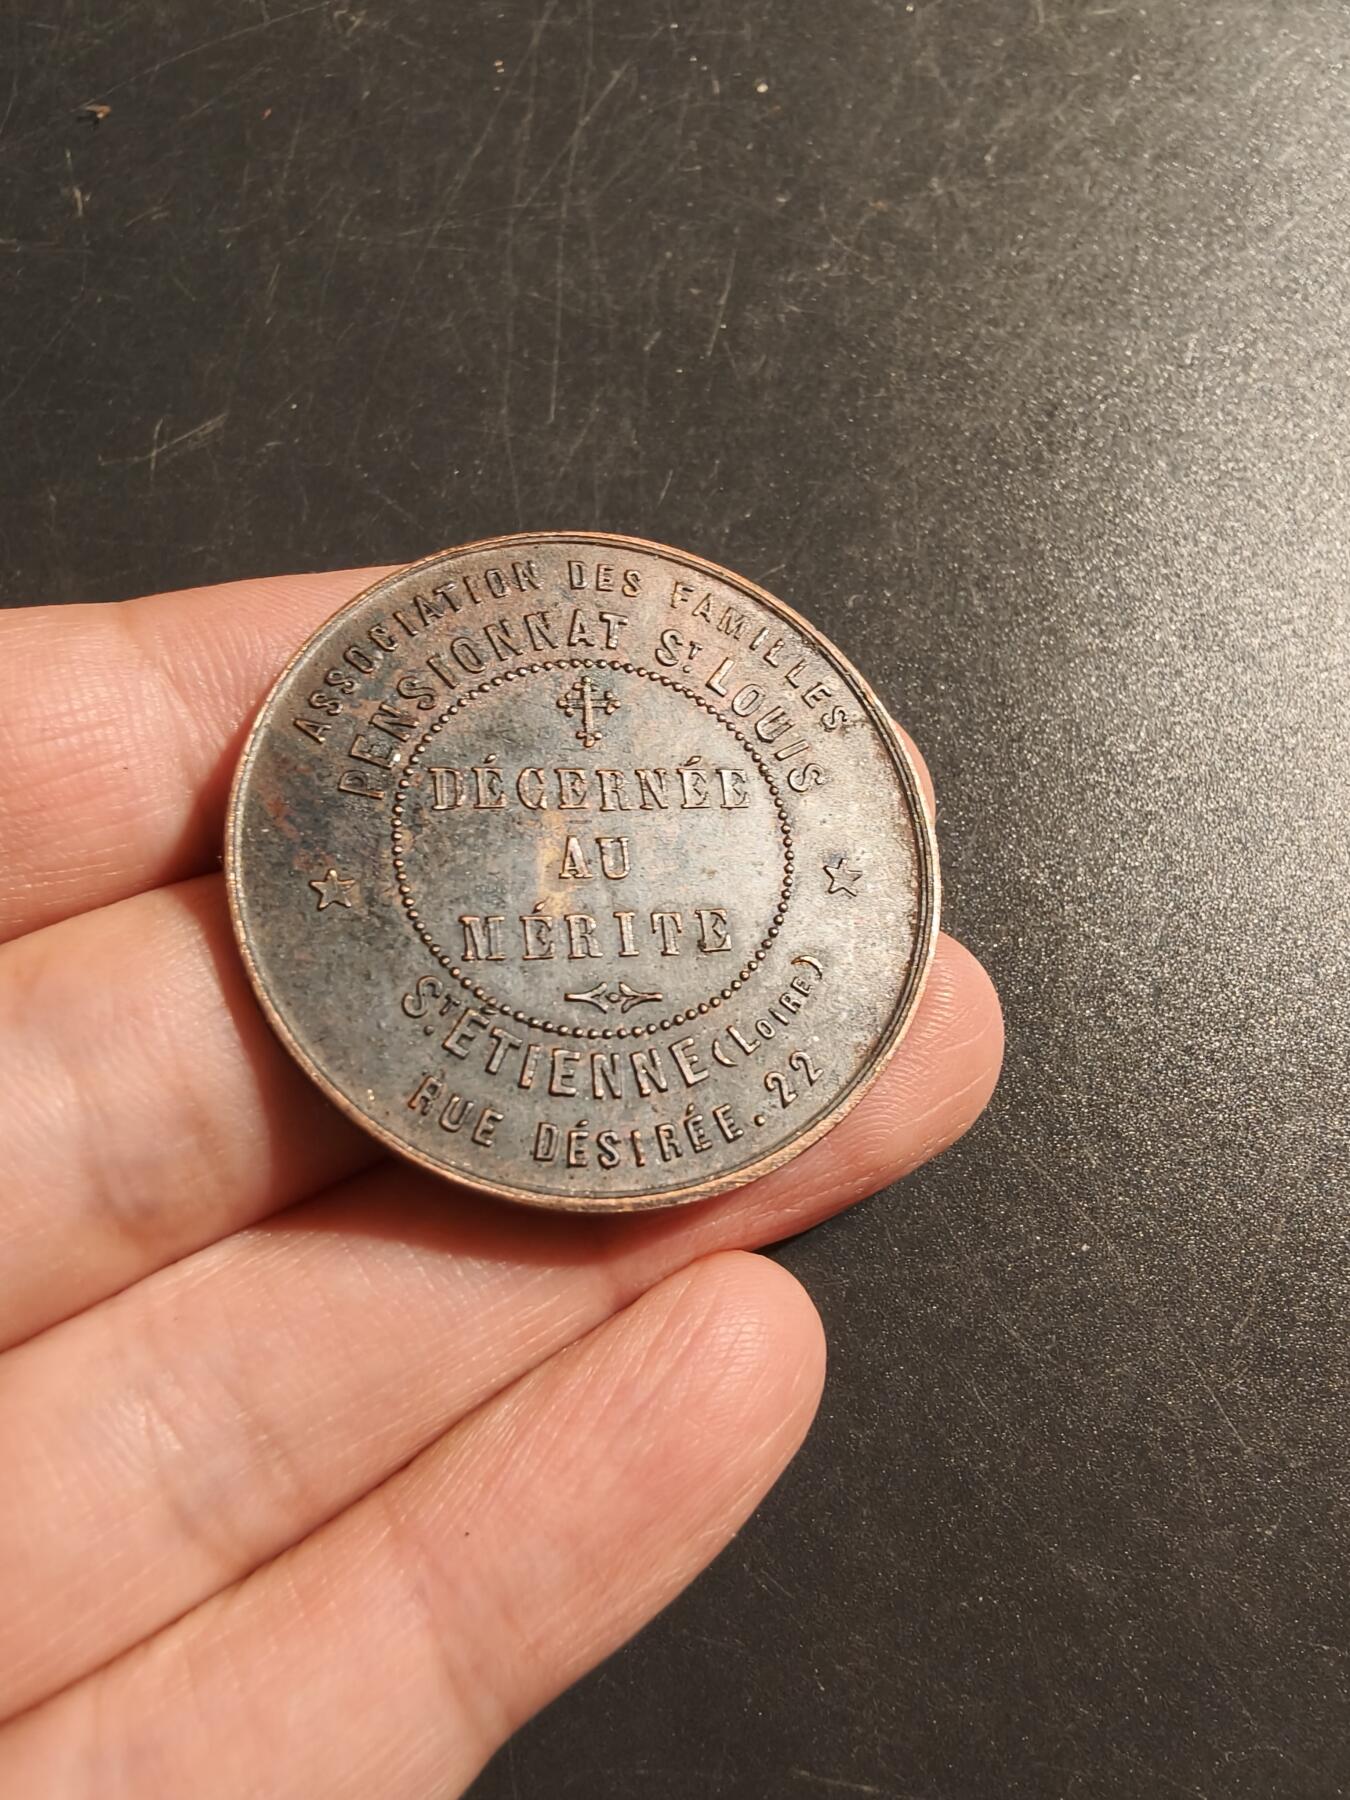 ASSOCIATION DES FAMILLES
PENSIONNAT ST. LOUIS
DÉCERNÉE
AU
MÉRITE
ST. ÉTIENNE (LOIRE)
RUE DÉSIRÉE. 22